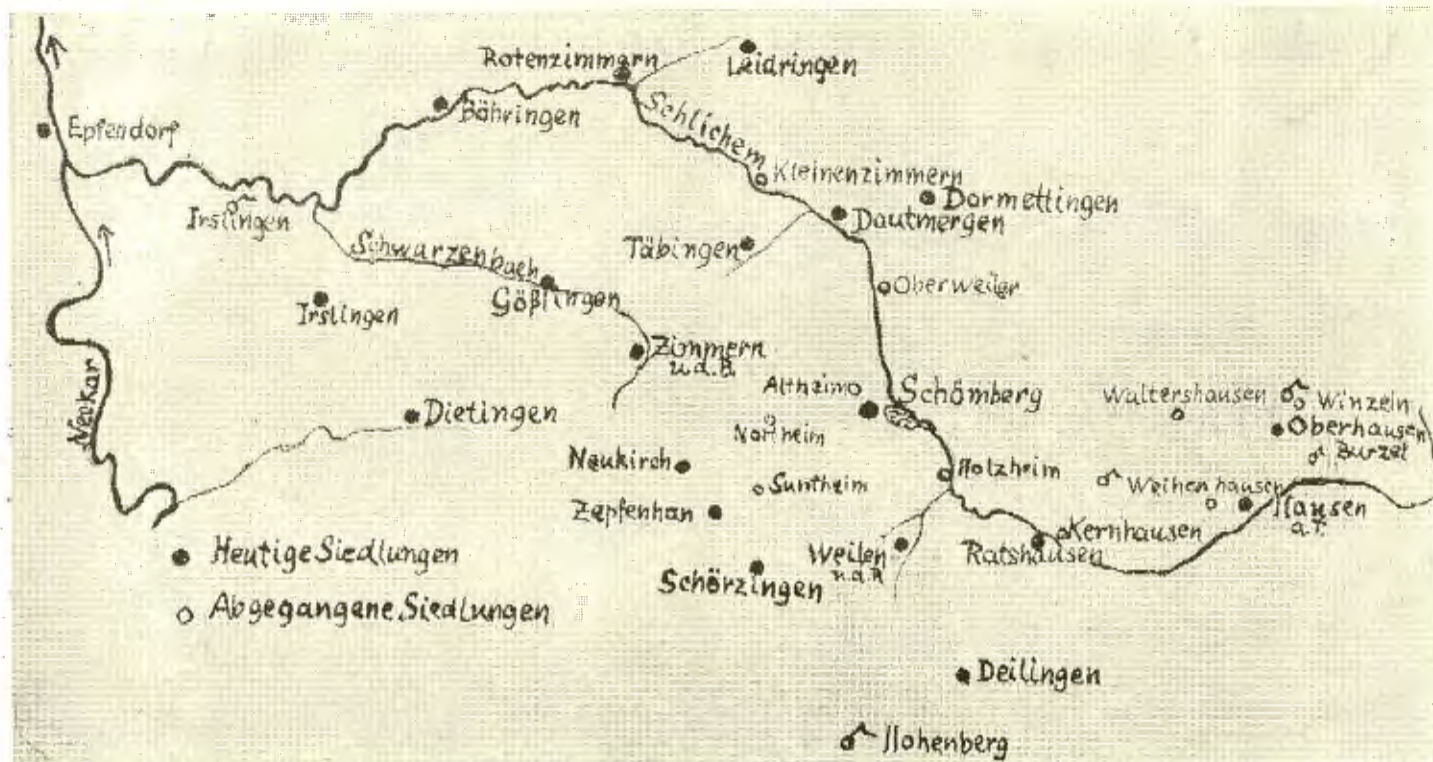 Rotenzimmern
Leidringen
Böhringen
Epfendorf
Schlichem
Kleinenzimmern
Dormettingen
Dautmergen
Irslingen
Täbingen
Schwarzenbach
Gößlingen
Oberweiler
Irslingen
Zimmern
u.d.B.
Altheim
Schömberg
Waltershausen
Winzeln
Oberhausen
Burzel
Neckar
Dietingen
Northeim
Neukirch
Holzheim
Suntheim
Weihenhausen
Hausen
a.T.
Zepfenhan
Kernhausen
Ratshausen
Weilen
u.d.R
Schörzingen
Heutige Siedlungen
Abgegangene Siedlungen
Deilingen
Hohenberg